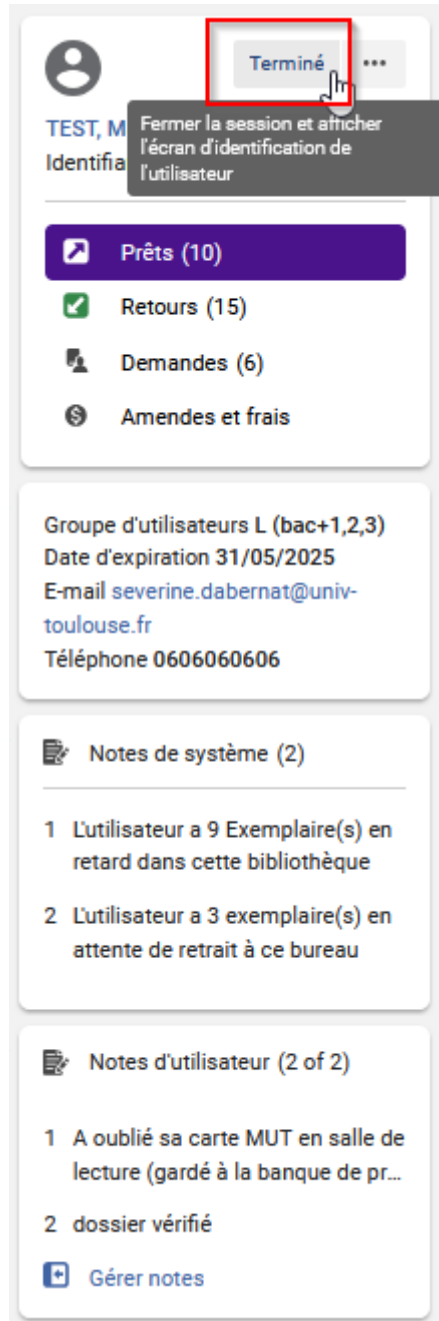 Terminé
TEST, M
Identifia
Fermer la session et afficher
l'écran d'identification de
l'utilisateur
Prêts (10)
Retours (15)
Demandes (6)
Amendes et frais
Groupe d'utilisateurs L (bac+1,2,3)
Date d'expiration 31/05/2025
E-mail severine.dabernat@univ-
toulouse.fr
Téléphone 0606060606
Notes de système (2)
1 L'utilisateur a 9 Exemplaire(s) en
retard dans cette bibliothèque
2 L'utilisateur a 3 exemplaire(s) en
attente de retrait à ce bureau
Notes d'utilisateur (2 of 2)
1 A oublié sa carte MUT en salle de
lecture (gardé à la banque de pr...
2 dossier vérifié
Gérer notes